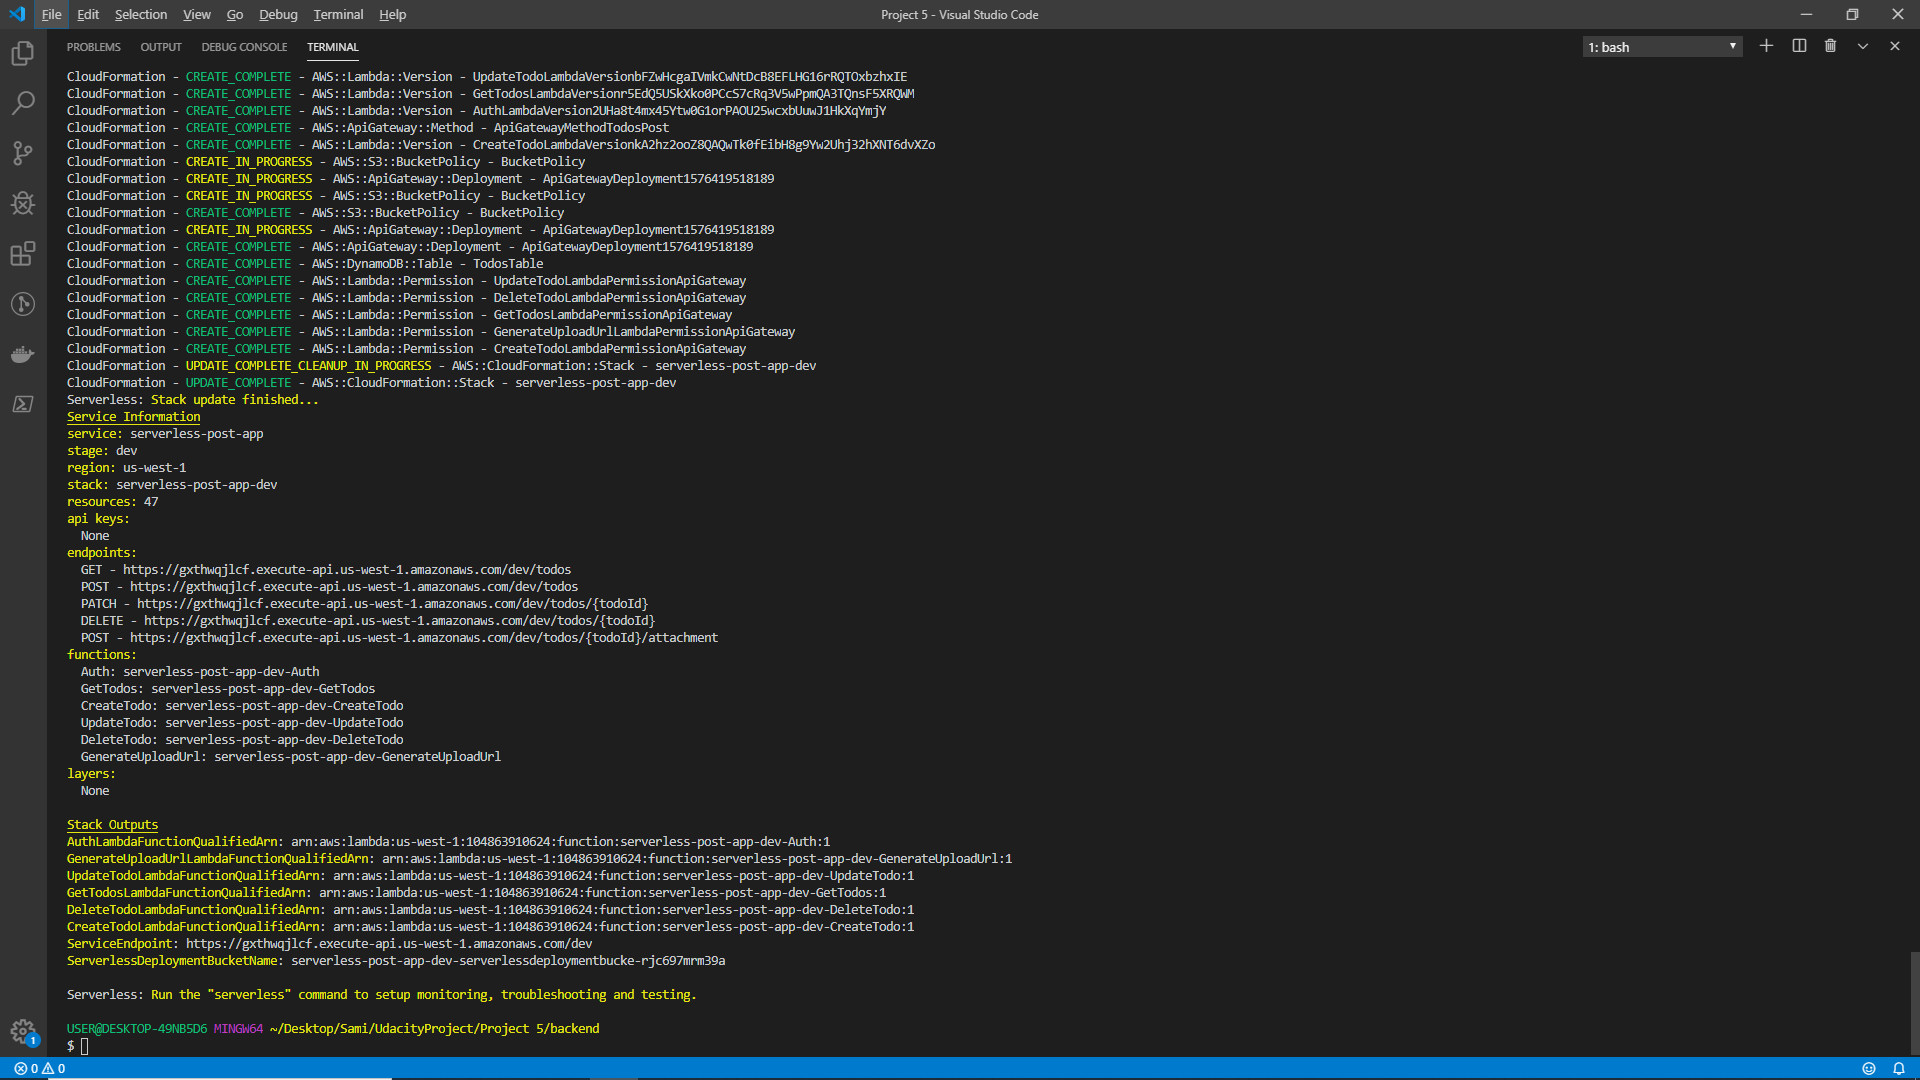 File Edit Selection View Go Debug Terminal Help
Project 5 - Visual Studio Code
PROBLEMS OUTPUT DEBUG CONSOLE TERMINAL
1: bash
CloudFormation - CREATE_COMPLETE - AWS::Lambda::Version - UpdateTodoLambdaVersionbFZwHcgaIVmkCwNtDcB8EFLHG16rRQTOxbzhxIE
CloudFormation - CREATE_COMPLETE - AWS::Lambda::Version - GetTodosLambdaVersionr5EdQ5USkXko0PCcS7cRq3V5wPpmQA3TQnsF5XRQWM
CloudFormation - CREATE_COMPLETE - AWS::Lambda::Version - AuthLambdaVersion2UHa8t4mx45Ytw0G1orPAOU25wcxbUuwJ1HkXqYmjY
CloudFormation - CREATE_COMPLETE - AWS::ApiGateway::Method - ApiGatewayMethodTodosPost
CloudFormation - CREATE_COMPLETE - AWS::Lambda::Version - CreateTodoLambdaVersionkA2hz2ooZ8QAQwTk0fEibH8g9Yw2Uhj32hXNT6dvXZo
CloudFormation - CREATE_IN_PROGRESS - AWS::S3::BucketPolicy - BucketPolicy
CloudFormation - CREATE_IN_PROGRESS - AWS::ApiGateway::Deployment - ApiGatewayDeployment1576419518189
CloudFormation - CREATE_IN_PROGRESS - AWS::S3::BucketPolicy - BucketPolicy
CloudFormation - CREATE_COMPLETE - AWS::S3::BucketPolicy - BucketPolicy
CloudFormation - CREATE_IN_PROGRESS - AWS::ApiGateway::Deployment - ApiGatewayDeployment1576419518189
CloudFormation - CREATE_COMPLETE - AWS::ApiGateway::Deployment - ApiGatewayDeployment1576419518189
CloudFormation - CREATE_COMPLETE - AWS::DynamoDB::Table - TodosTable
CloudFormation - CREATE_COMPLETE - AWS::Lambda::Permission - UpdateTodoLambdaPermissionApiGateway
CloudFormation - CREATE_COMPLETE - AWS::Lambda::Permission - DeleteTodoLambdaPermissionApiGateway
CloudFormation - CREATE_COMPLETE - AWS::Lambda::Permission - GetTodosLambdaPermissionApiGateway
CloudFormation - CREATE_COMPLETE - AWS::Lambda::Permission - GenerateUploadUrlLambdaPermissionApiGateway
CloudFormation - CREATE_COMPLETE - AWS::Lambda::Permission - CreateTodoLambdaPermissionApiGateway
CloudFormation - UPDATE_COMPLETE_CLEANUP_IN_PROGRESS - AWS::CloudFormation::Stack - serverless-post-app-dev
CloudFormation - UPDATE_COMPLETE - AWS::CloudFormation::Stack - serverless-post-app-dev
Serverless: Stack update finished...
Service Information
service: serverless-post-app
stage: dev
region: us-west-1
stack: serverless-post-app-dev
resources: 47
api keys:
None
endpoints:
GET - https://gxthwqjlcf.execute-api.us-west-1.amazonaws.com/dev/todos
POST - https://gxthwqjlcf.execute-api.us-west-1.amazonaws.com/dev/todos
PATCH - https://gxthwqjlcf.execute-api.us-west-1.amazonaws.com/dev/todos/{todoId}
DELETE - https://gxthwqjlcf.execute-api.us-west-1.amazonaws.com/dev/todos/{todoId}
POST - https://gxthwqjlcf.execute-api.us-west-1.amazonaws.com/dev/todos/{todoId}/attachment
functions:
Auth: serverless-post-app-dev-Auth
GetTodos: serverless-post-app-dev-GetTodos
CreateTodo: serverless-post-app-dev-CreateTodo
UpdateTodo: serverless-post-app-dev-UpdateTodo
DeleteTodo: serverless-post-app-dev-DeleteTodo
GenerateUploadUrl: serverless-post-app-dev-GenerateUploadUrl
layers:
None
Stack Outputs
AuthLambdaFunctionQualifiedArn: arn:aws:lambda:us-west-1:104863910624:function:serverless-post-app-dev-Auth:1
GenerateUploadUrlLambdaFunctionQualifiedArn: arn:aws:lambda:us-west-1:104863910624:function:serverless-post-app-dev-GenerateUploadUrl:1
UpdateTodoLambdaFunctionQualifiedArn: arn:aws:lambda:us-west-1:104863910624:function:serverless-post-app-dev-UpdateTodo:1
GetTodosLambdaFunctionQualifiedArn: arn:aws:lambda:us-west-1:104863910624:function:serverless-post-app-dev-GetTodos:1
DeleteTodoLambdaFunctionQualifiedArn: arn:aws:lambda:us-west-1:104863910624:function:serverless-post-app-dev-DeleteTodo:1
CreateTodoLambdaFunctionQualifiedArn: arn:aws:lambda:us-west-1:104863910624:function:serverless-post-app-dev-CreateTodo:1
ServiceEndpoint: https://gxthwqjlcf.execute-api.us-west-1.amazonaws.com/dev
ServerlessDeploymentBucketName: serverless-post-app-dev-serverlessdeploymentbucke-rjc697mrm39a
Serverless: Run the "serverless" command to setup monitoring, troubleshooting and testing.
USER@DESKTOP-49NB5D6 MINGW64 ~/Desktop/Sami/UdacityProject/Project 5/backend
$
1
0 0